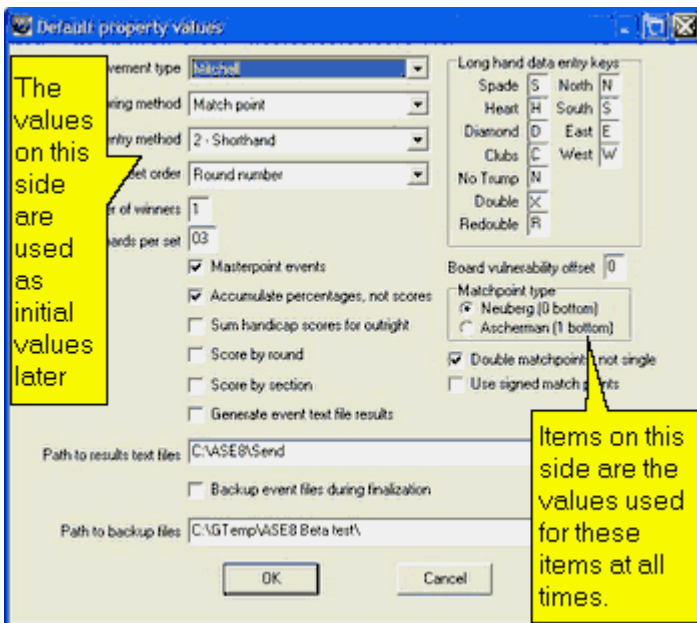 Default property values
The
values
on this
side
are
used
as
initial
values
later
vement type Mitchell
ring method Match point
entry method 2 - Shorthand
et order Round number
r of winners 1
ards per set 03
Masterpoint events
Accumulate percentages, not scores
Sum handicap scores for outright
Score by round
Score by section
Generate event text file results
Long hand data entry keys
Spade S North N
Heart H South S
Diamond D East E
Clubs C West W
No Trump N
Double X
Redouble R
Board vulnerability offset 0
Matchpoint type
Neuberg (0 bottom)
Ascherman (1 bottom)
Double matchpoints, not single
Use signed match points
Items on this
side are the
values used
for these
items at all
times.
Path to results text files C:\ASE8\Send
Backup event files during finalization
Path to backup files C:\GTemp\ASE8 Beta test\
OK Cancel